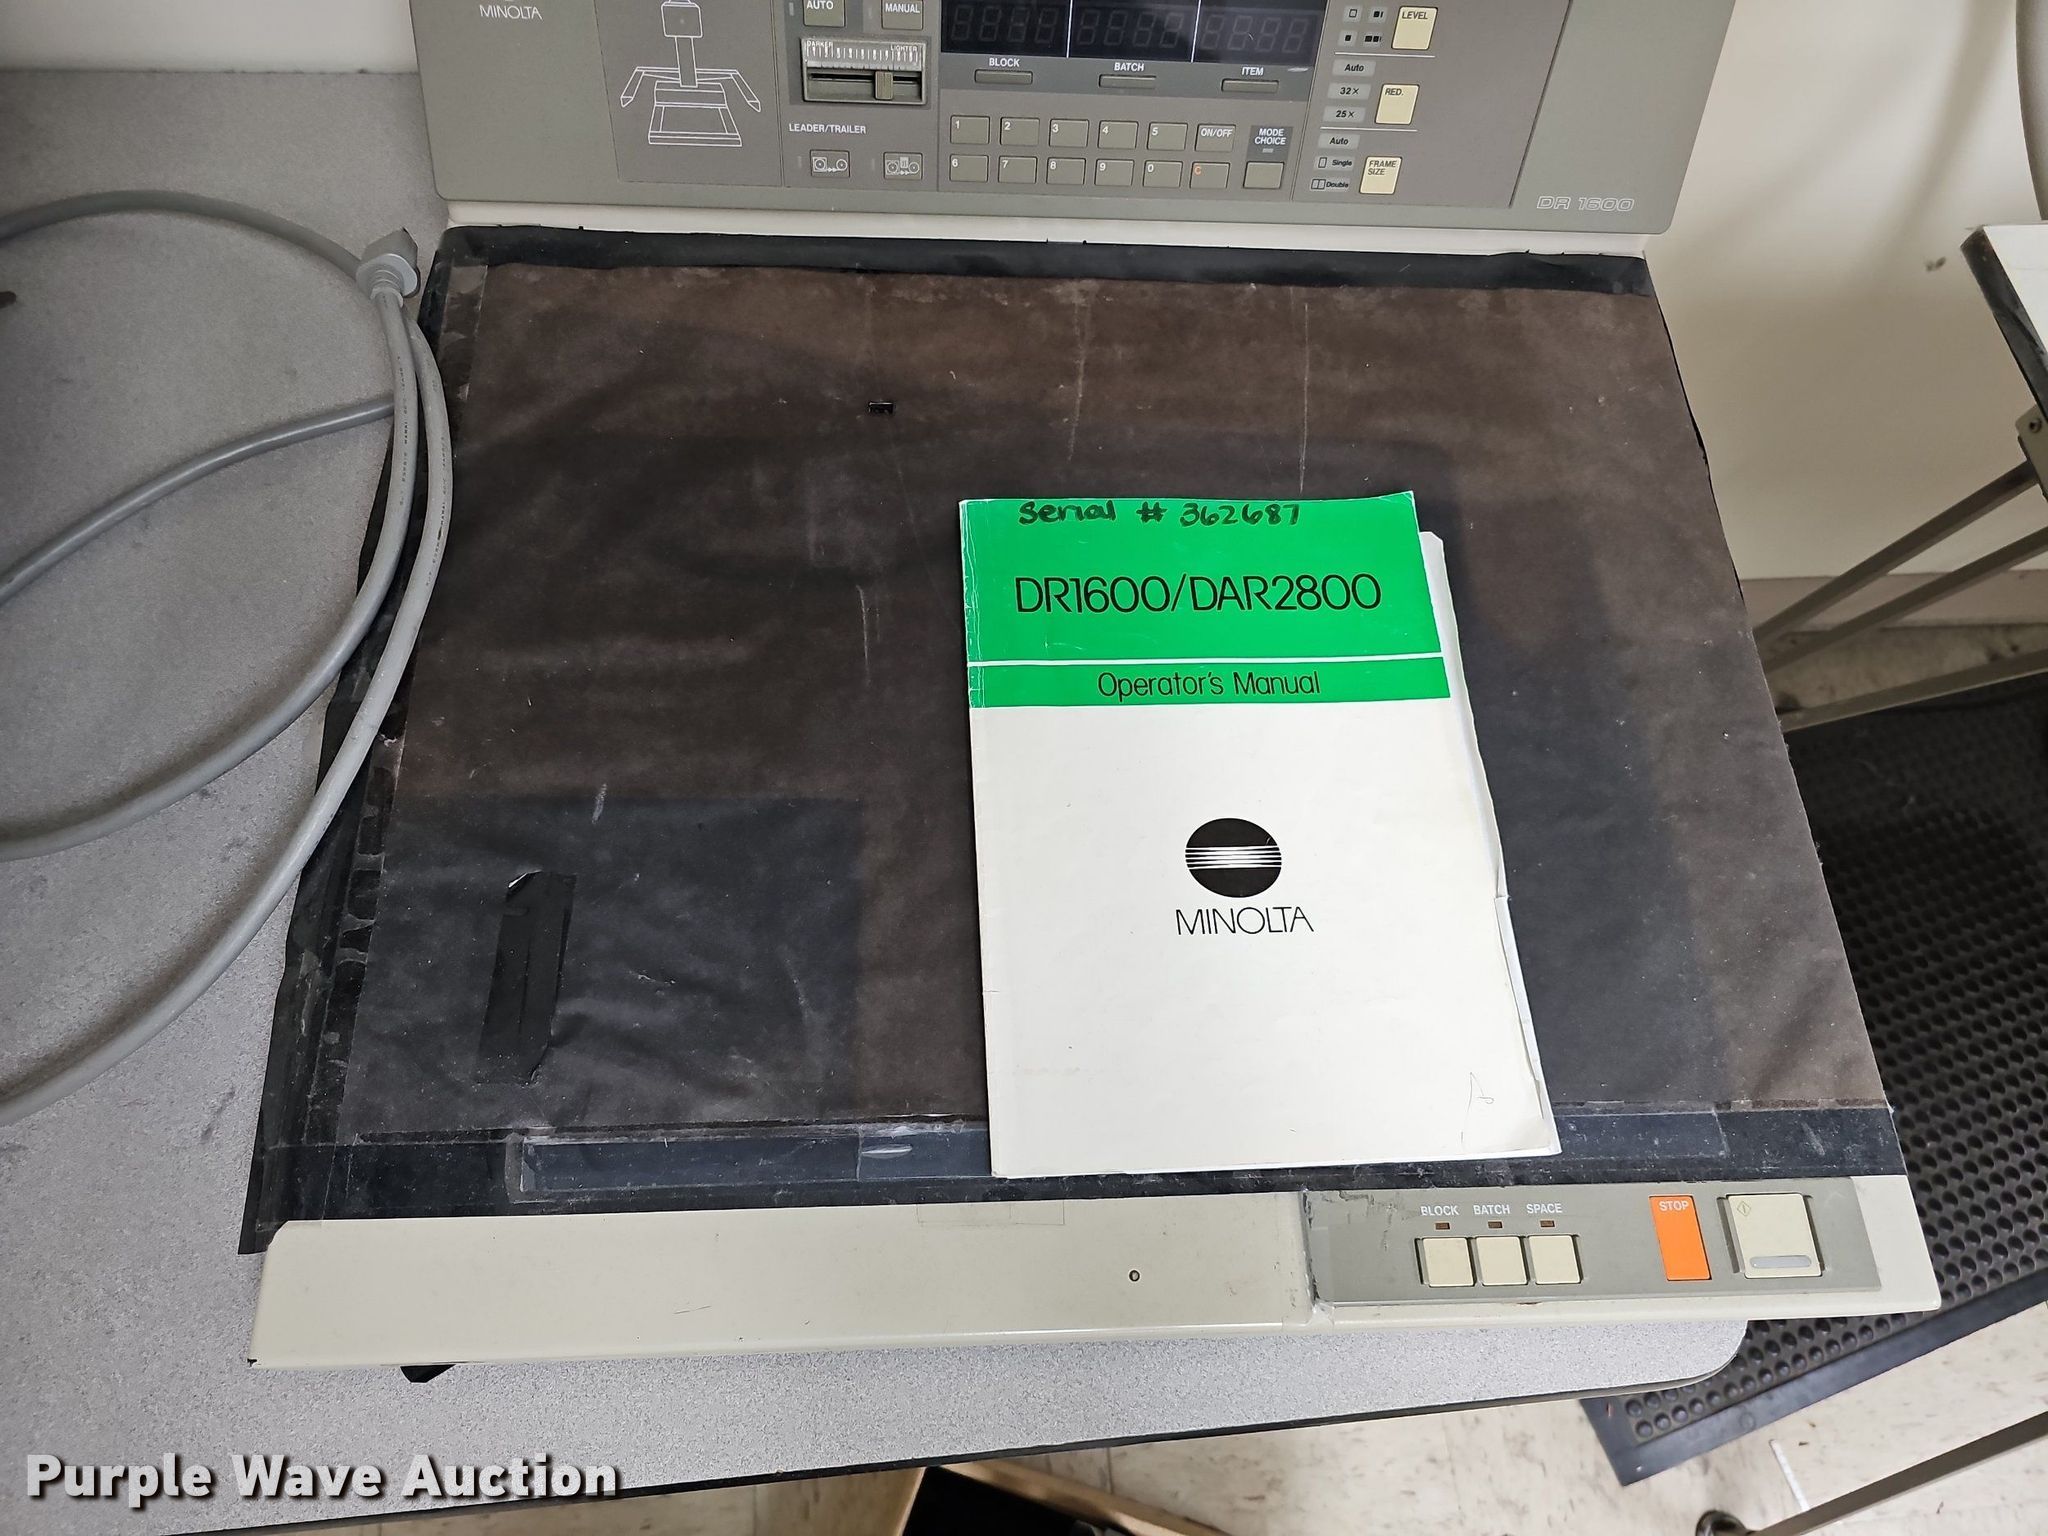 MINOLTA
AUTO
MANUAL
DARKER
LIGHTER
LEADER/TRAILER
BLOCK
BATCH
ITEM
1
2
3
4
5
ON/OFF
6
7
8
9
0
C
MODE
CHOICE
LEVEL
Auto
32×
25×
RED.
Auto
Single
Double
FRAME
SIZE
DR 1600
Serial # 362687
DR1600/DAR2800
Operator's Manual
MINOLTA
BLOCK
BATCH
SPACE
STOP
Purple Wave Auction